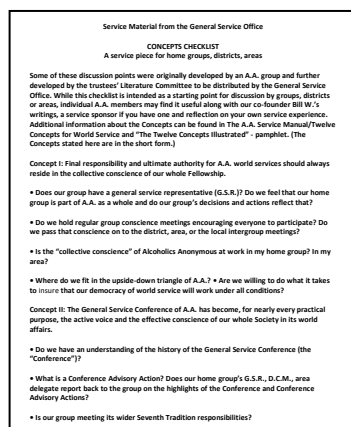 Service Material from the General Service Office
CONCEPTS CHECKLIST
A service piece for home groups, districts, areas
Some of these discussion points were originally developed by an A.A. group and further
developed by the trustees' Literature Committee to be distributed by the General Service
Office. While this checklist is intended as a starting point for discussion by groups, districts
or areas, individual A.A. members may find it useful along with our co-founder Bill W.'s
writings, a service sponsor if you have one and reflection on your own service experience.
Additional information about the Concepts can be found in The A.A. Service Manual/Twelve
Concepts for World Service and "The Twelve Concepts Illustrated" - pamphlet. (The
Concepts stated here are in the short form.)
Concept I: Final responsibility and ultimate authority for A.A. world services should always
reside in the collective conscience of our whole Fellowship.
• Does our group have a general service representative (G.S.R.)? Do we feel that our home
group is part of A.A. as a whole and do our group's decisions and actions reflect that?
• Do we hold regular group conscience meetings encouraging everyone to participate? Do
we pass that conscience on to the district, area, or the local intergroup meetings?
• Is the "collective conscience" of Alcoholics Anonymous at work in my home group? In my
area?
• Where do we fit in the upside-down triangle of A.A.? • Are we willing to do what it takes
to insure that our democracy of world service will work under all conditions?
Concept II: The General Service Conference of A.A. has become, for nearly every practical
purpose, the active voice and the effective conscience of our whole Society in its world
affairs.
• Do we have an understanding of the history of the General Service Conference (the
"Conference")?
• What is a Conference Advisory Action? Does our home group's G.S.R., D.C.M., area
delegate report back to the group on the highlights of the Conference and Conference
Advisory Actions?
• Is our group meeting its wider Seventh Tradition responsibilities?